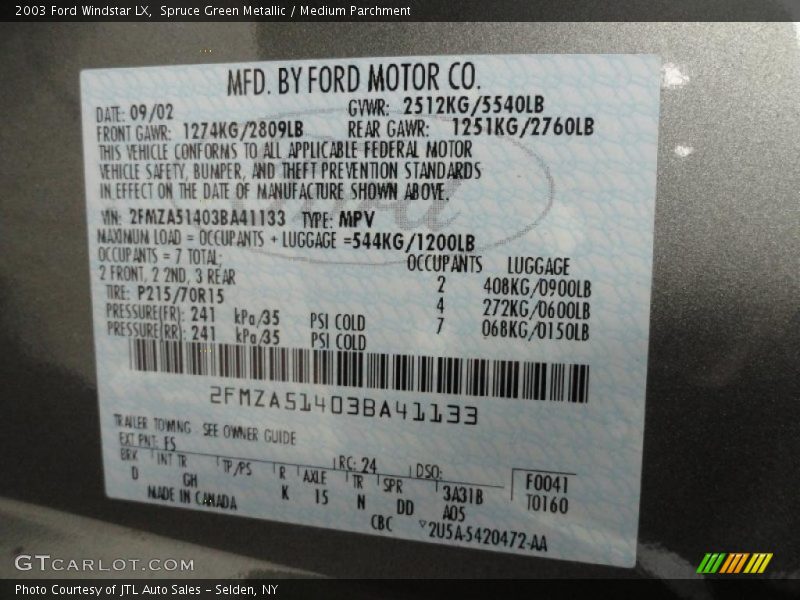 2003 Ford Windstar LX, Spruce Green Metallic / Medium Parchment
MFD. BY FORD MOTOR CO.
DATE: 09/02 GVWR: 2512KG/5540LB
FRONT GAWR: 1274KG/2809LB REAR GAWR: 1251KG/2760LB
THIS VEHICLE CONFORMS TO ALL APPLICABLE FEDERAL MOTOR
VEHICLE SAFETY, BUMPER, AND THEFT PREVENTION STANDARDS
IN EFFECT ON THE DATE OF MANUFACTURE SHOWN ABOVE.
VIN: 2FMZA51403BA41133 TYPE: MPV
MAXIMUM LOAD = OCCUPANTS + LUGGAGE =544KG/1200LB
OCCUPANTS = 7 TOTAL: OCCUPANTS LUGGAGE
2 FRONT, 2 2ND, 3 REAR 2 408KG/0900LB
TIRE: P215/70R15 4 272KG/0600LB
PRESSURE(FR): 241 kPa/35 PSI COLD 7 068KG/0150LB
PRESSURE(RR): 241 kPa/35 PSI COLD
2FMZA51403BA41133
TRAILER TOWING - SEE OWNER GUIDE
EXT PNT: FS RC: 24 DSO: F0041
BRK INT TR TP/PS R AXLE TR SPR 3A31B T0160
D GH K 15 N DD A05
MADE IN CANADA CBC ▽2U5A-5420472-AA
GTCARLOT.COM
Photo Courtesy of JTL Auto Sales - Selden, NY